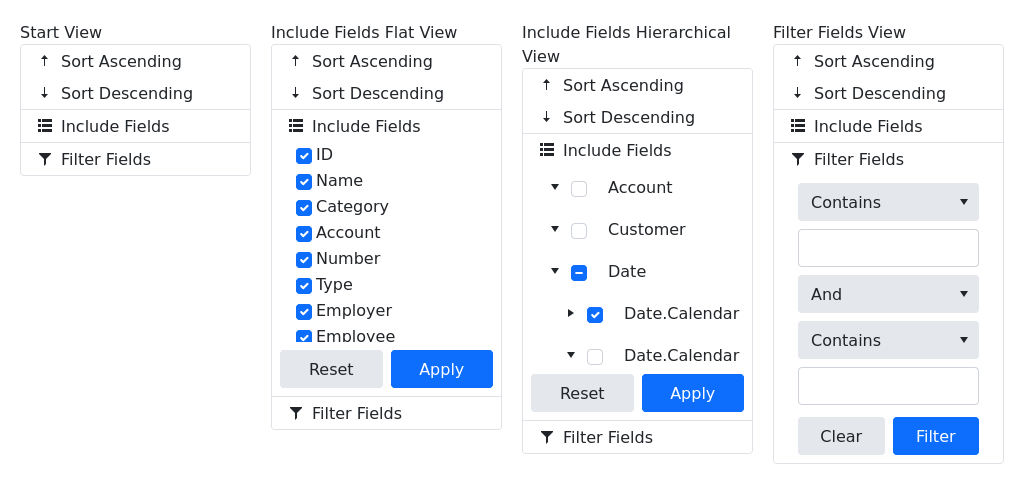 Start View
Sort Ascending
Sort Descending
Include Fields
Filter Fields
Include Fields Flat View
Sort Ascending
Sort Descending
Include Fields
ID
Name
Category
Account
Number
Type
Employer
Employee
Reset
Apply
Filter Fields
Include Fields Hierarchical
View
Sort Ascending
Sort Descending
Include Fields
Account
Customer
Date
Date.Calendar
Date.Calendar
Reset
Apply
Filter Fields
Filter Fields View
Sort Ascending
Sort Descending
Include Fields
Filter Fields
Contains
And
Contains
Clear
Filter